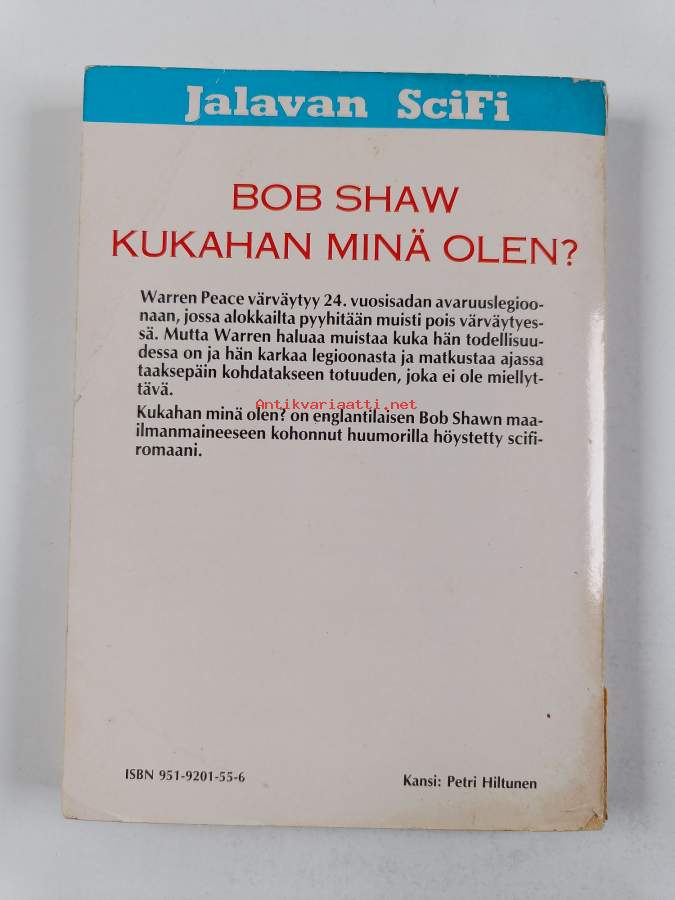 Jalavan SciFi
BOB SHAW
KUKAHAN MINÄ OLEN?
Warren Peace värväytyy 24. vuosisadan avaruuslegioo-
naan, jossa alokkailta pyyhitään muisti pois värväytyes-
sä. Mutta Warren haluaa muistaa kuka hän todellisuu-
dessa on ja hän karkaa legioonasta ja matkustaa ajassa
taaksepäin kohdatakseen totuuden, joka ei ole miellyt-
tävä.
Antikvariaatti.net
Kukahan minä olen? on englantilaisen Bob Shawn maa-
ilmanmaineeseen kohonnut huumorilla höystetty scifi-
romaani.
ISBN 951-9201-55-6
Kansi: Petri Hiltunen